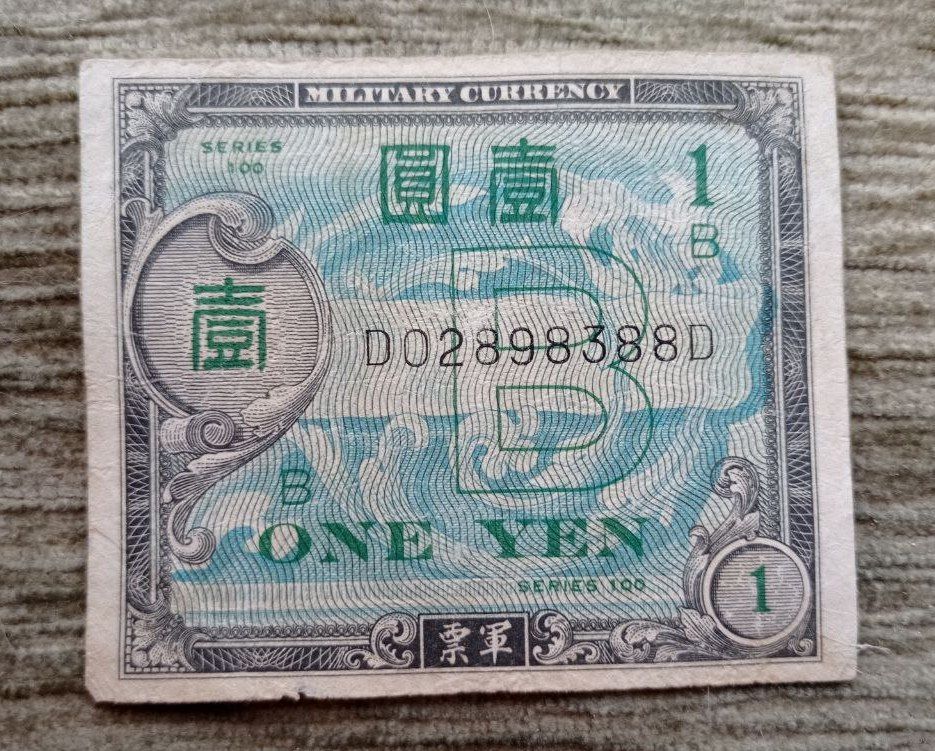 MILITARY CURRENCY
SERIES
100
圓壹
1
B
壹
B
D02898388D
B
ONE YEN
SERIES 100
1
票軍